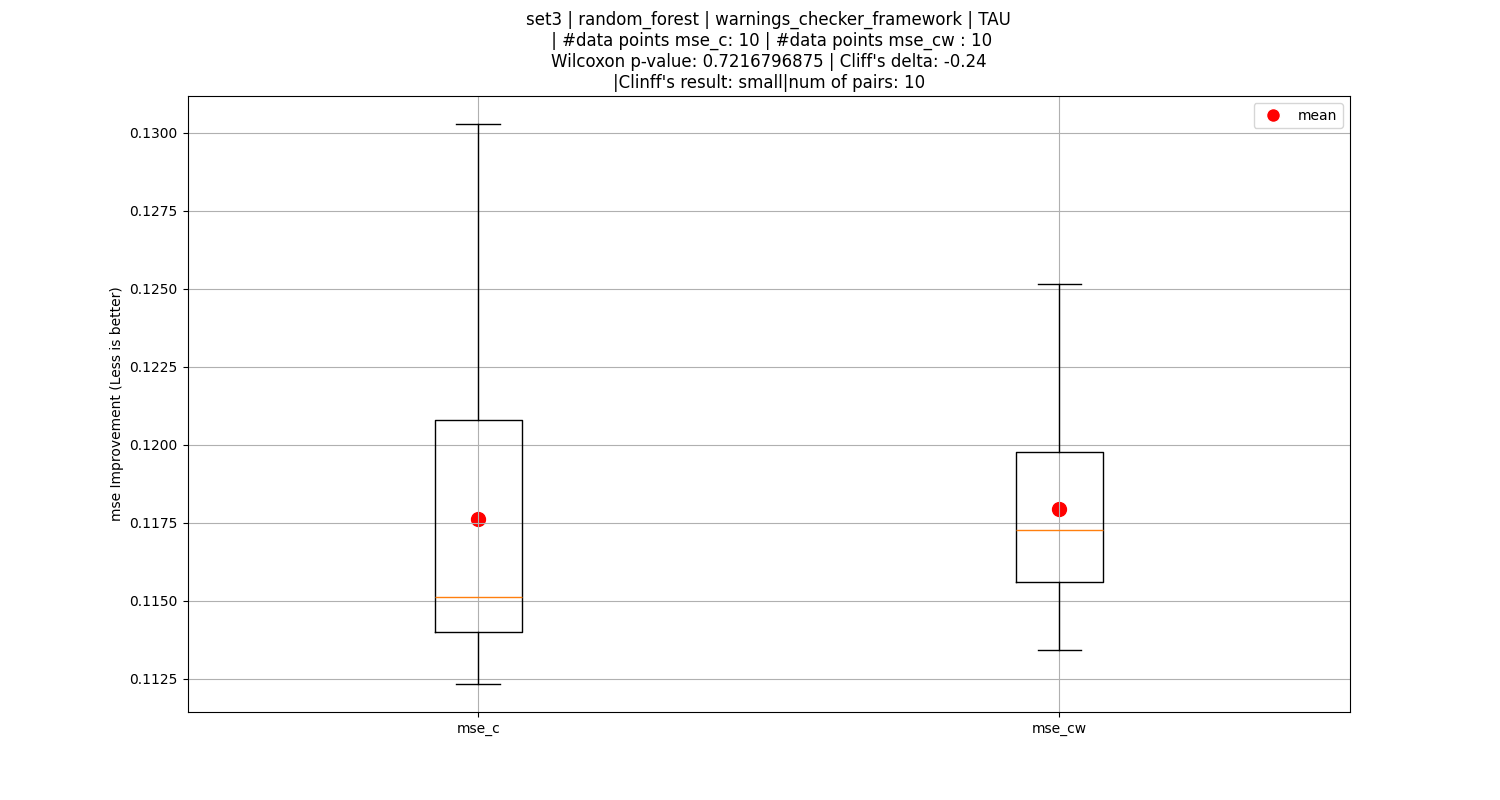 set3 | random_forest | warnings_checker_framework | TAU
| #data points mse_c: 10 | #data points mse_cw : 10
Wilcoxon p-value: 0.7216796875 | Cliff's delta: -0.24
|Clinff's result: small|num of pairs: 10
mean
0.1300
0.1275
0.1250
0.1225
0.1200
0.1175
0.1150
0.1125
mse Improvement (Less is better)
mse_c
mse_cw